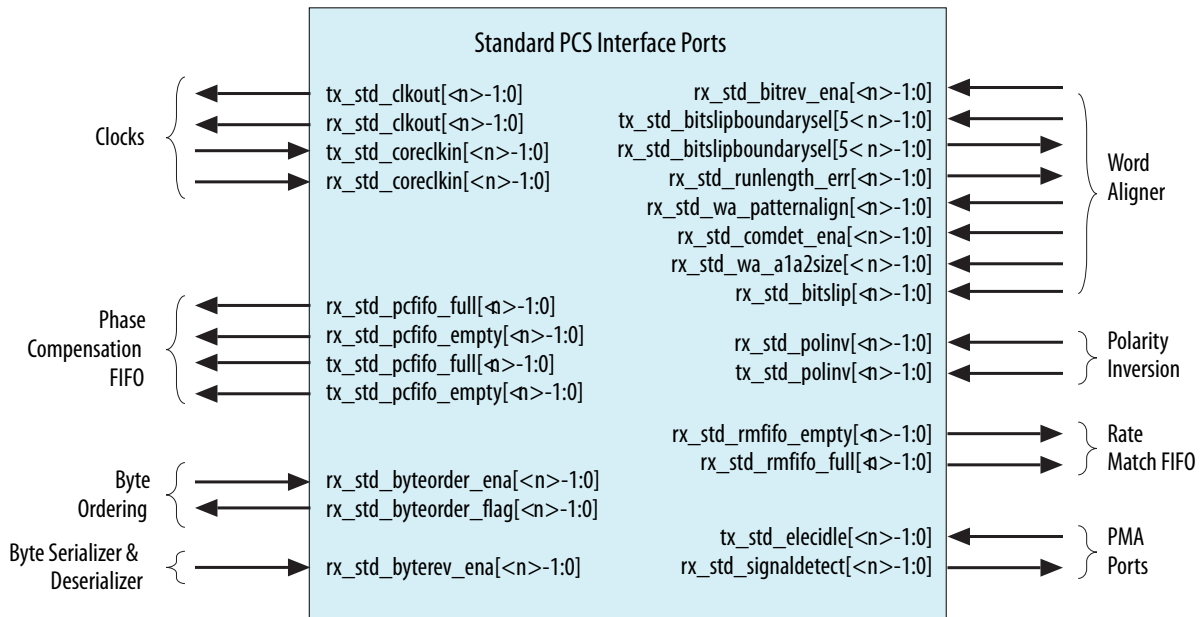 Standard PCS Interface Ports
Clocks
tx_std_clkout[<n>-1:0]
rx_std_clkout[<n>-1:0]
tx_std_coreclkin[<n>-1:0]
rx_std_coreclkin[<n>-1:0]
Phase
Compensation
FIFO
rx_std_pcfifo_full[<n>-1:0]
rx_std_pcfifo_empty[<n>-1:0]
tx_std_pcfifo_full[<n>-1:0]
tx_std_pcfifo_empty[<n>-1:0]
Byte
Ordering
rx_std_byteorder_ena[<n>-1:0]
rx_std_byteorder_flag[<n>-1:0]
Byte Serializer &
Deserializer
rx_std_byterev_ena[<n>-1:0]
rx_std_bitrev_ena[<n>-1:0]
tx_std_bitslipboundarysel[5<n>-1:0]
rx_std_bitslipboundarysel[5<n>-1:0]
rx_std_runlength_err[<n>-1:0]
rx_std_wa_patternalign[<n>-1:0]
rx_std_comdet_ena[<n>-1:0]
rx_std_wa_a1a2size[<n>-1:0]
rx_std_bitslip[<n>-1:0]
Word
Aligner
rx_std_polinv[<n>-1:0]
tx_std_polinv[<n>-1:0]
Polarity
Inversion
rx_std_rmfifo_empty[<n>-1:0]
rx_std_rmfifo_full[<n>-1:0]
Rate
Match FIFO
tx_std_elecidle[<n>-1:0]
rx_std_signaldetect[<n>-1:0]
PMA
Ports